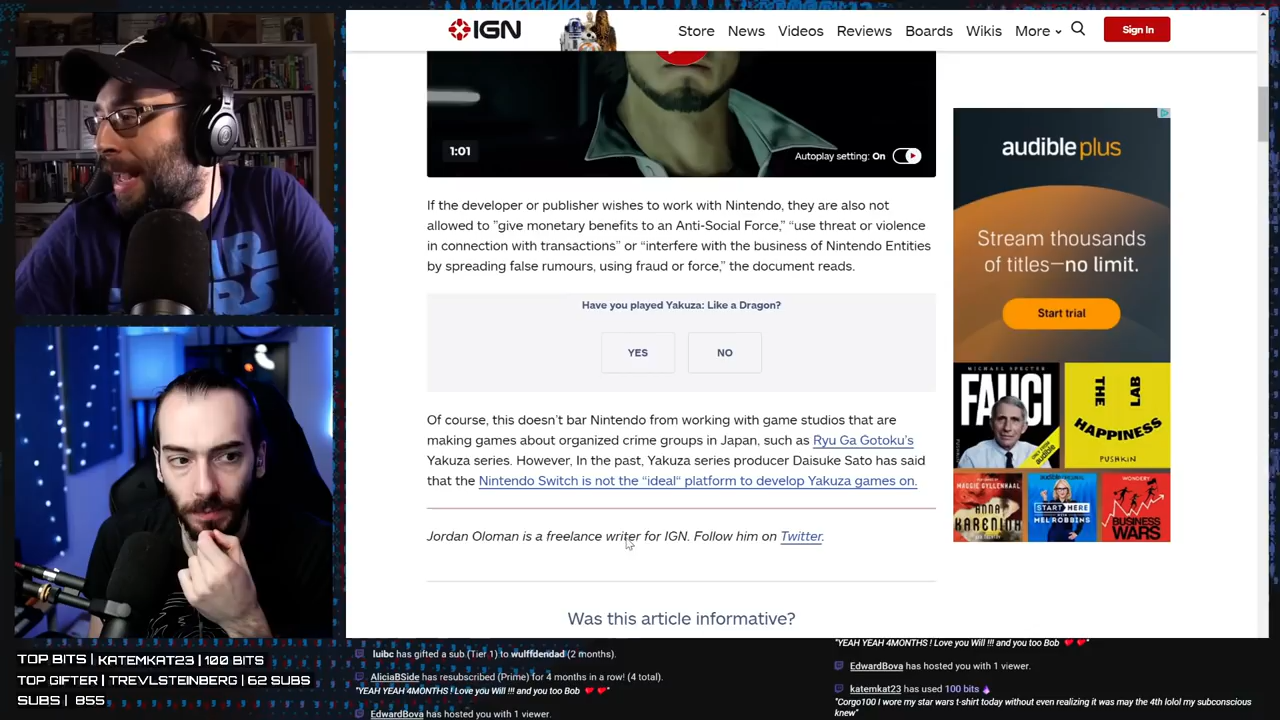 IGN
Store
News
Videos
Reviews
Boards
Wikis
More
Sign In
1:01
Autoplay setting: On
If the developer or publisher wishes to work with Nintendo, they are also not
allowed to "give monetary benefits to an Anti-Social Force,” “use threat or violence
in connection with transactions” or “interfere with the business of Nintendo Entities
by spreading false rumours, using fraud or force,” the document reads.
Have you played Yakuza: Like a Dragon?
YES
NO
Of course, this doesn’t bar Nintendo from working with game studios that are
making games about organized crime groups in Japan, such as Ryu Ga Gotoku’s
Yakuza series. However, In the past, Yakuza series producer Daisuke Sato has said
that the Nintendo Switch is not the “ideal“ platform to develop Yakuza games on.
Jordan Oloman is a freelance writer for IGN. Follow him on Twitter.
Was this article informative?
audible plus
Stream thousands
of titles—no limit.
Start trial
MICHAEL SPECTER
FAUCI
THE
HAPPINESS
LAB
PUSHKIN
MAGGIE GYLLENHAAL
ANNA
KARENINA
START HERE
WITH
MEL ROBBINS
WONDERY
BUSINESS
WARS
TOP BITS | KATEMKAT23 | 100 BITS
TOP GIFTER | TREVLSTEINBERG | 62 SUBS
SUBS | 855
luibc has gifted a sub (Tier 1) to wulffdendad (2 months).
AliciaBSide has resubscribed (Prime) for 4 months in a row! (4 total).
"YEAH YEAH 4MONTHS ! Love you Will !!! and you too Bob ❤️ ❤️"
EdwardBova has hosted you with 1 viewer.
"YEAH YEAH 4MONTHS ! Love you Will !!! and you too Bob ❤️ ❤️"
EdwardBova has hosted you with 1 viewer.
katemkat23 has used 100 bits
"Corgo100 I wore my star wars t-shirt today without even realizing it was may the 4th lolol my subconscious
knew"